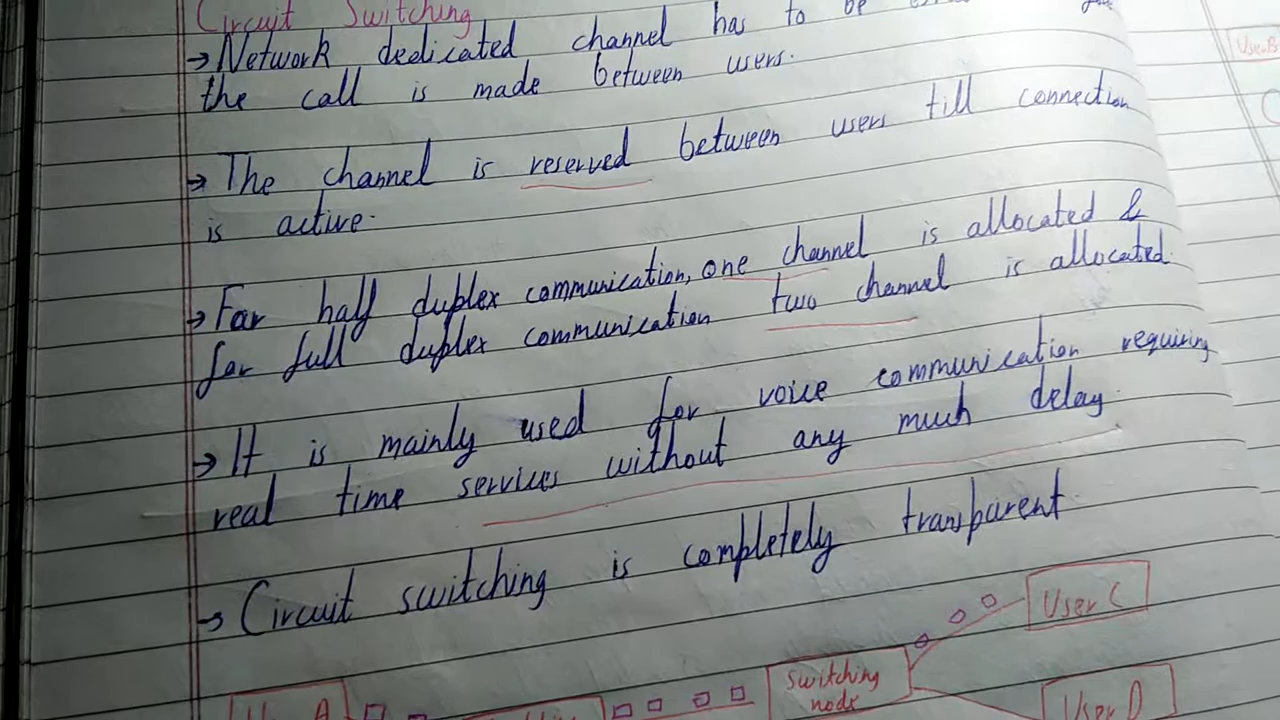 Circuit Switching
→ Network dedicated channel has to be
the call is made between users.
→ The channel is reserved between users till connection
is active.
→ For half duplex communication, one channel is allocated &
for full duplex communication two channel is allocated.
→ It is mainly used for voice communication requiring
real time services without any much delay.
→ Circuit switching is completely transparent.
User B
User C
Switching
node
User D
User A